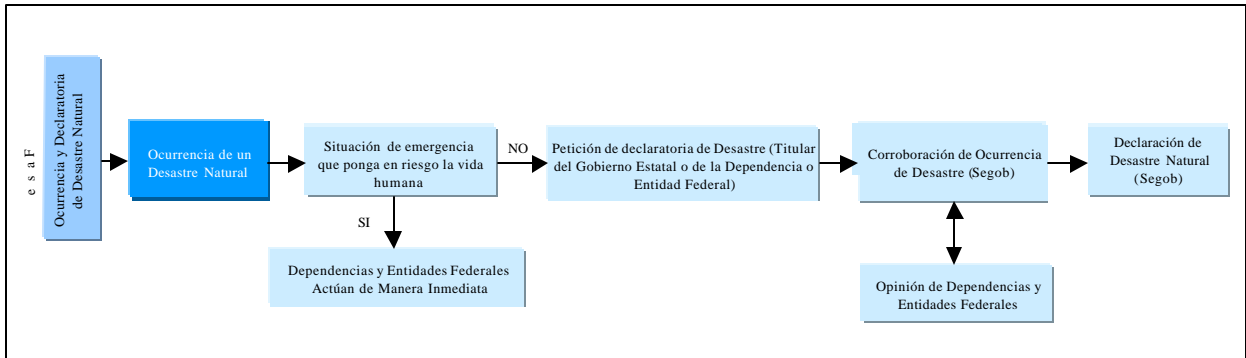 F a s e s
Ocurrencia y Declaratoria
de Desastre Natural
Ocurrencia de un
Desastre Natural
Situación de emergencia
que ponga en riesgo la vida
humana
NO
SI
Dependencias y Entidades Federales
Actúan de Manera Inmediata
Petición de declaratoria de Desastre (Titular
del Gobierno Estatal o de la Dependencia o
Entidad Federal)
Corroboración de Ocurrencia
de Desastre (Segob)
Opinión de Dependencias y
Entidades Federales
Declaración de
Desastre Natural
(Segob)